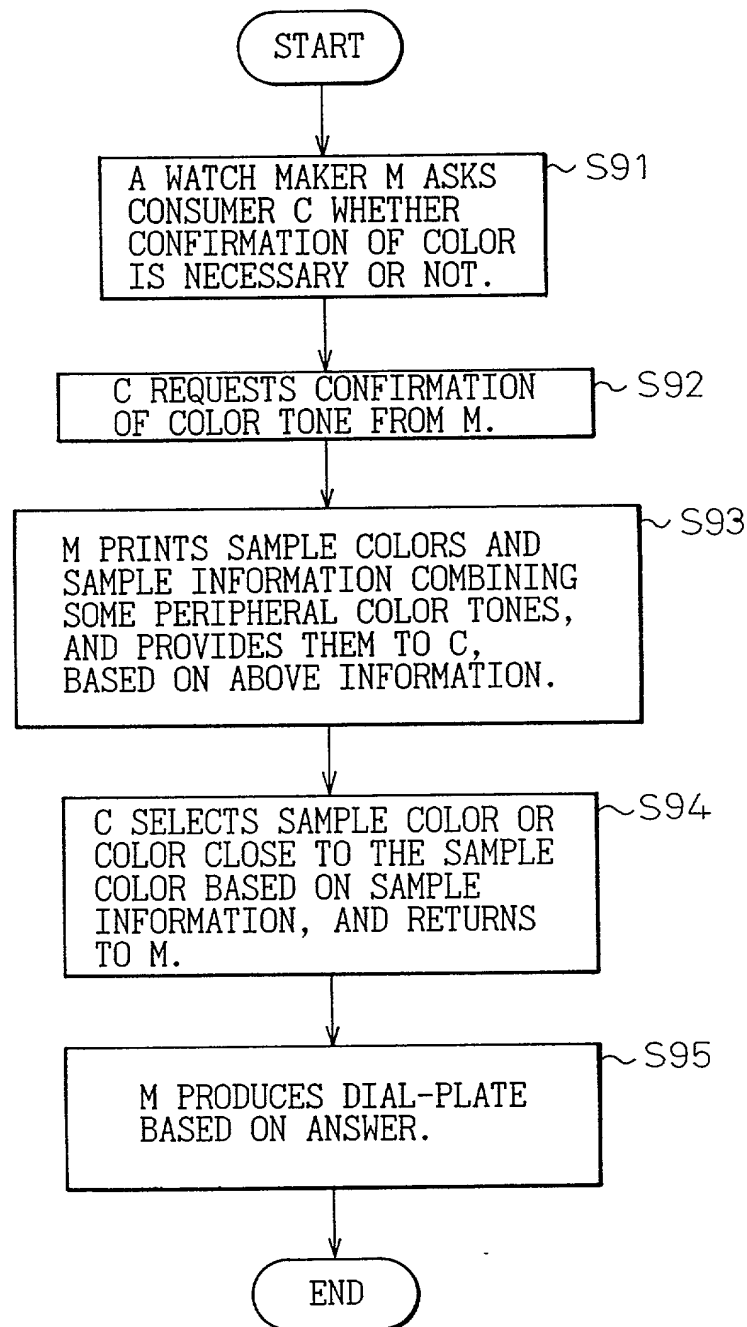 START
A WATCH MAKER M ASKS
CONSUMER C WHETHER
CONFIRMATION OF COLOR
IS NECESSARY OR NOT.
S91
C REQUESTS CONFIRMATION
OF COLOR TONE FROM M.
S92
M PRINTS SAMPLE COLORS AND
SAMPLE INFORMATION COMBINING
SOME PERIPHERAL COLOR TONES,
AND PROVIDES THEM TO C,
BASED ON ABOVE INFORMATION.
S93
C SELECTS SAMPLE COLOR OR
COLOR CLOSE TO THE SAMPLE
COLOR BASED ON SAMPLE
INFORMATION, AND RETURNS
TO M.
S94
M PRODUCES DIAL-PLATE
BASED ON ANSWER.
S95
END